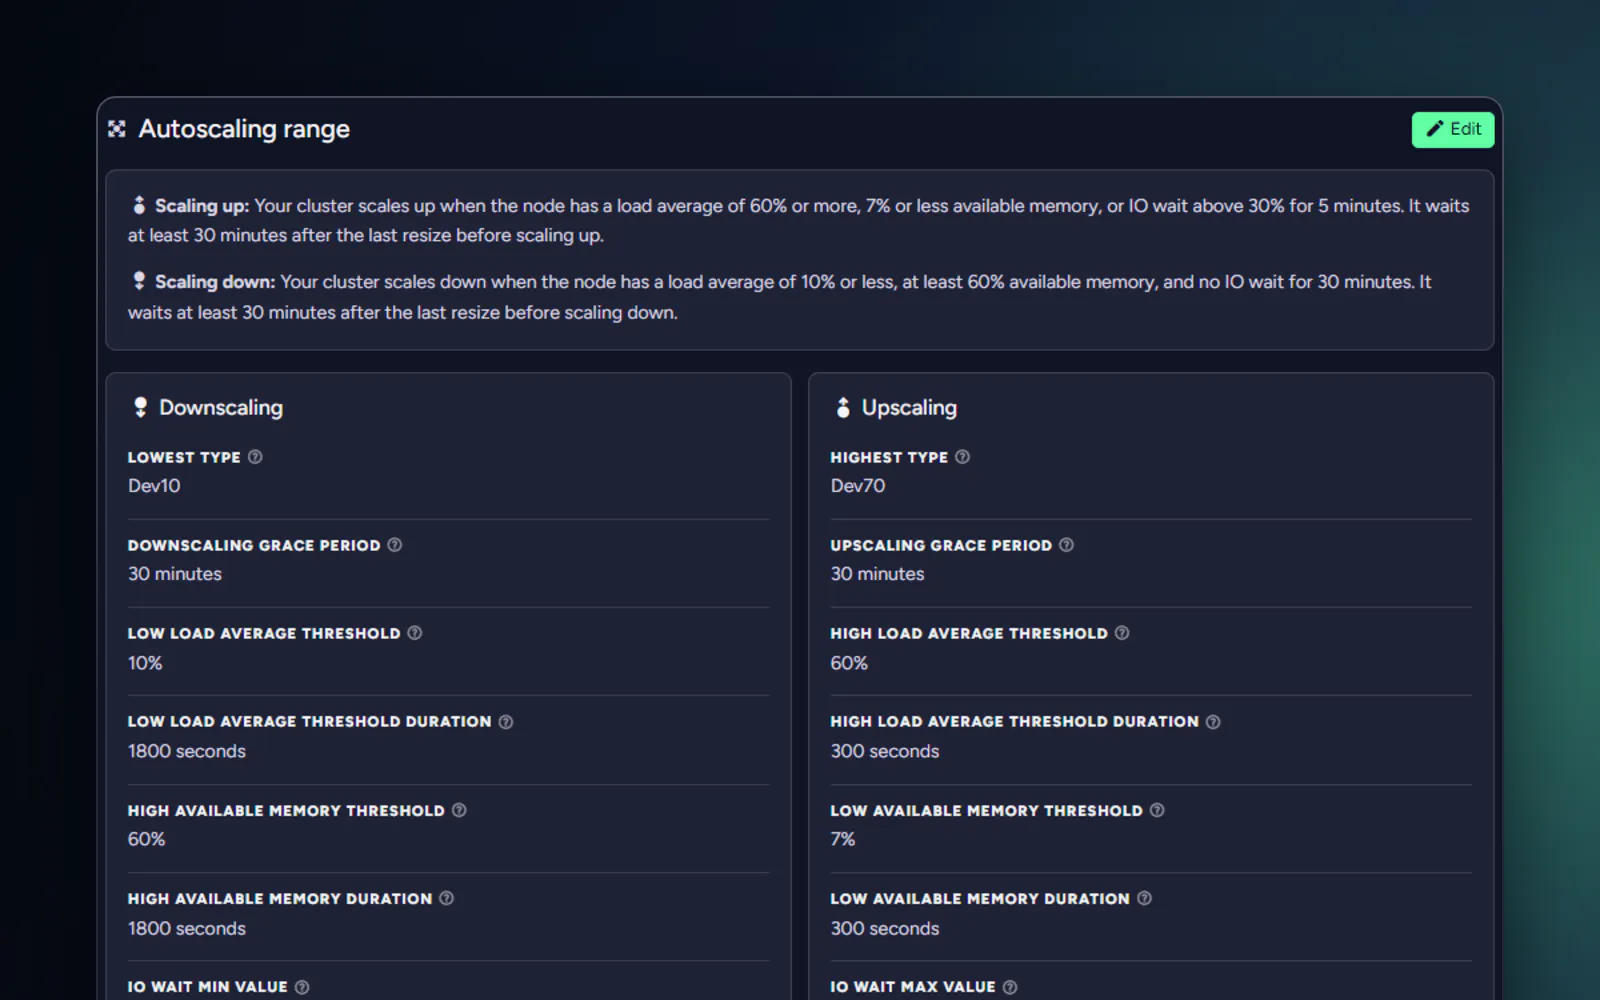 Autoscaling range
Edit
Scaling up: Your cluster scales up when the node has a load average of 60% or more, 7% or less available memory, or IO wait above 30% for 5 minutes. It waits
at least 30 minutes after the last resize before scaling up.
Scaling down: Your cluster scales down when the node has a load average of 10% or less, at least 60% available memory, and no IO wait for 30 minutes. It
waits at least 30 minutes after the last resize before scaling down.
Downscaling
LOWEST TYPE
Dev10
DOWNSCALING GRACE PERIOD
30 minutes
LOW LOAD AVERAGE THRESHOLD
10%
LOW LOAD AVERAGE THRESHOLD DURATION
1800 seconds
HIGH AVAILABLE MEMORY THRESHOLD
60%
HIGH AVAILABLE MEMORY DURATION
1800 seconds
IO WAIT MIN VALUE
Upscaling
HIGHEST TYPE
Dev70
UPSCALING GRACE PERIOD
30 minutes
HIGH LOAD AVERAGE THRESHOLD
60%
HIGH LOAD AVERAGE THRESHOLD DURATION
300 seconds
LOW AVAILABLE MEMORY THRESHOLD
7%
LOW AVAILABLE MEMORY DURATION
300 seconds
IO WAIT MAX VALUE